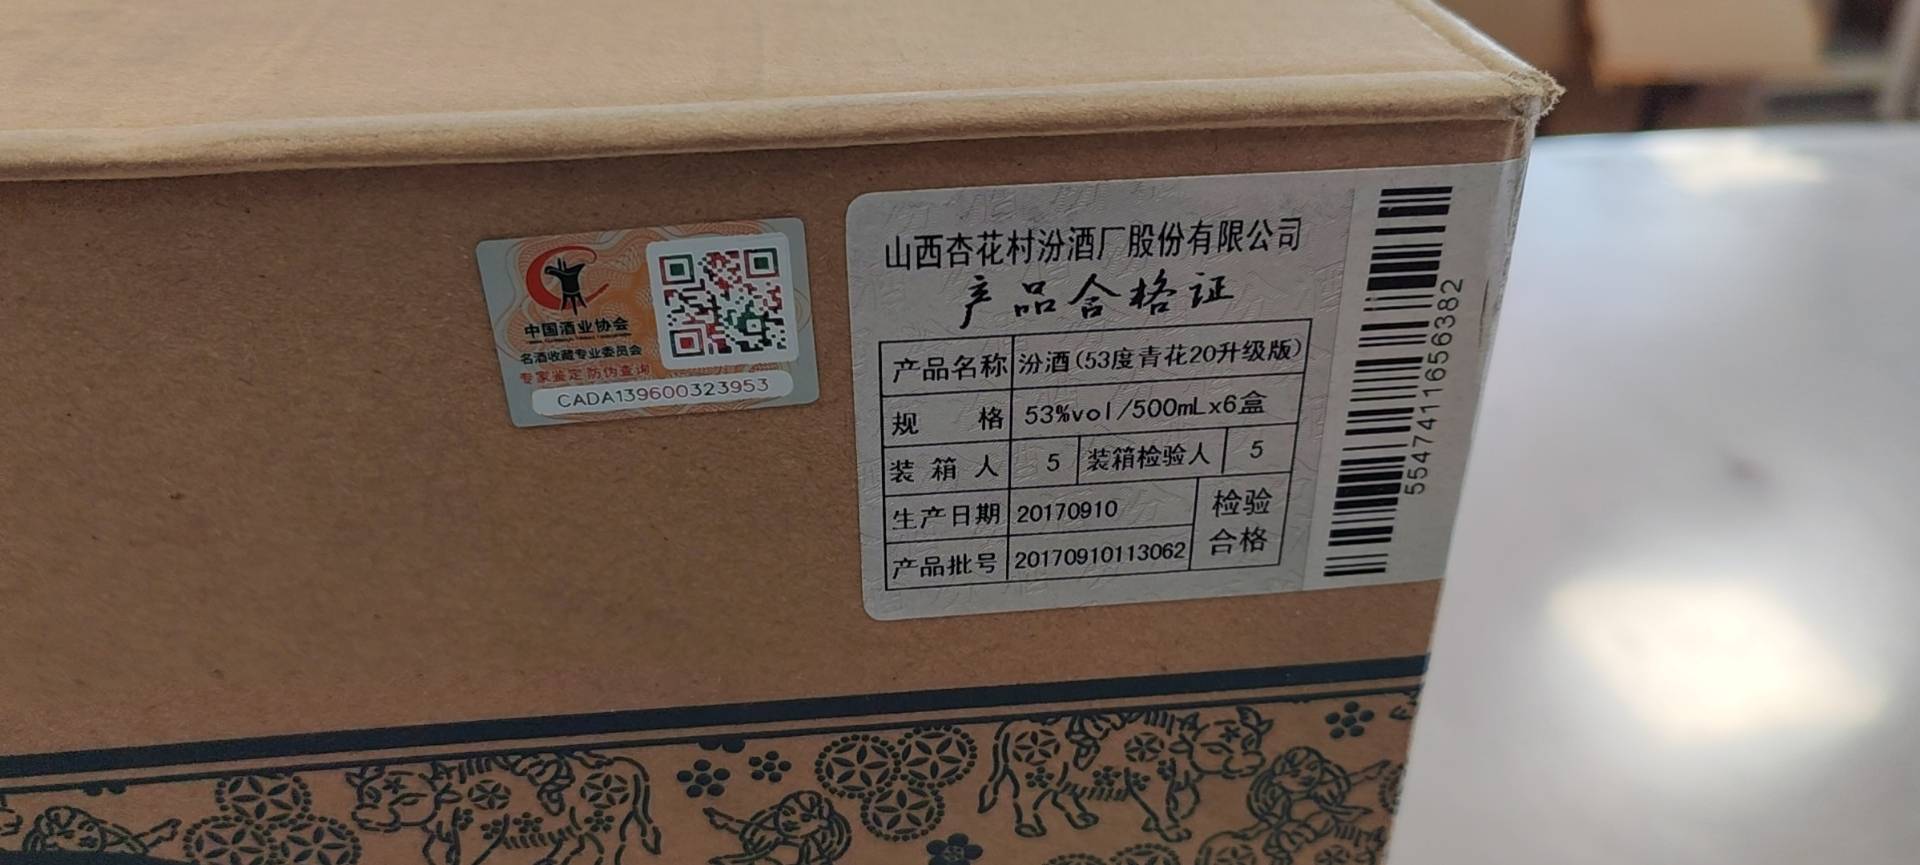 中国酒业协会
名酒收藏专业委员会
专家鉴定 防伪查询
CADA139600323953
山西杏花村汾酒厂股份有限公司
产品合格证
产品名称 汾酒(53度青花20升级版)
规格 53%vol/500mLx6盒
装箱人 5 装箱检验人 5
生产日期 20170910
产品批号 20170910113062
检验
合格
5547411656382